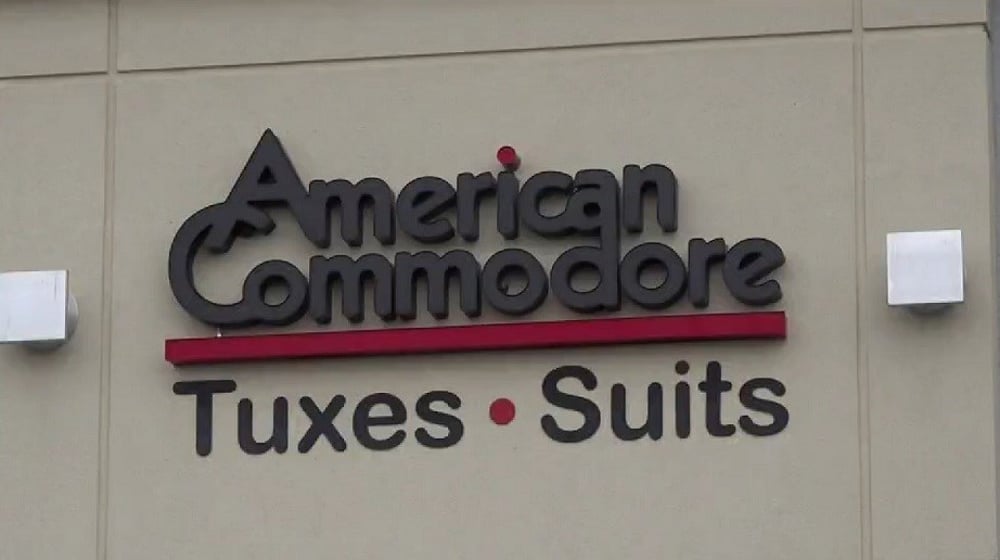 American
Commodore
Tuxes • Suits